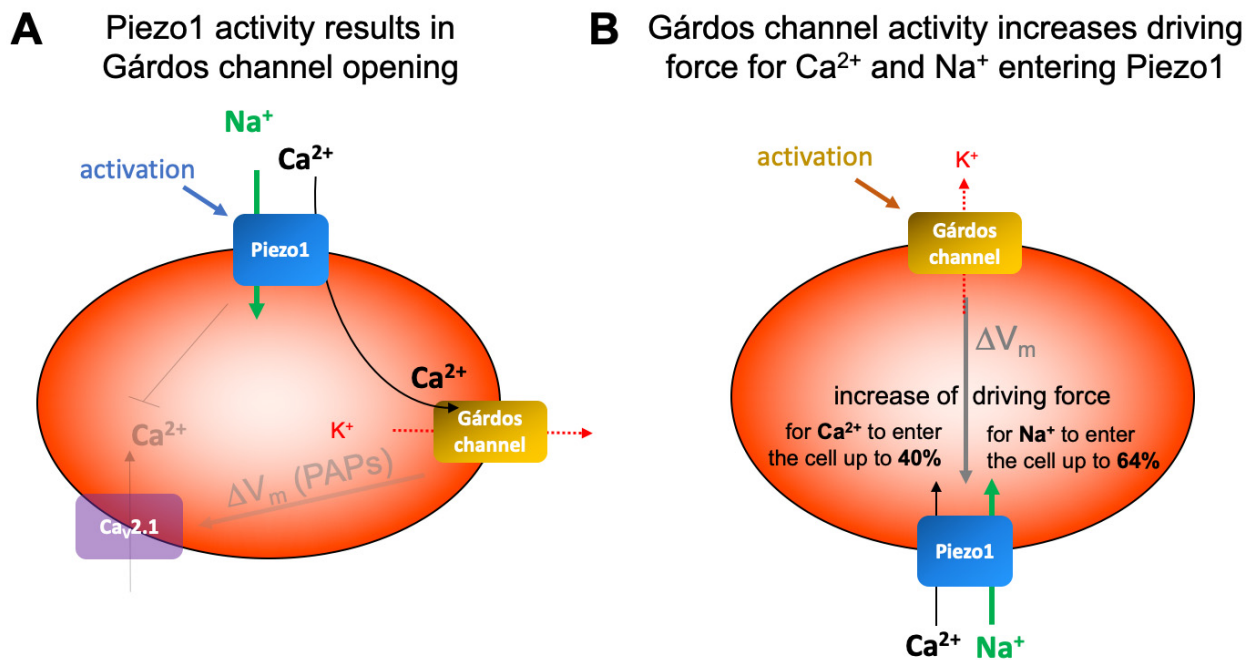 A
Piezo1 activity results in
Gárdos channel opening
Na⁺
Ca²⁺
activation
Piezo1
Ca²⁺
Gárdos
channel
K⁺
Ca²⁺
ΔVₘ (PAPs)
Caᵥ2.1
B
Gárdos channel activity increases driving
force for Ca²⁺ and Na⁺ entering Piezo1
activation
K⁺
Gárdos
channel
ΔVₘ
increase of driving force
for Ca²⁺ to enter
the cell up to 40%
for Na⁺ to enter
the cell up to 64%
Piezo1
Ca²⁺
Na⁺